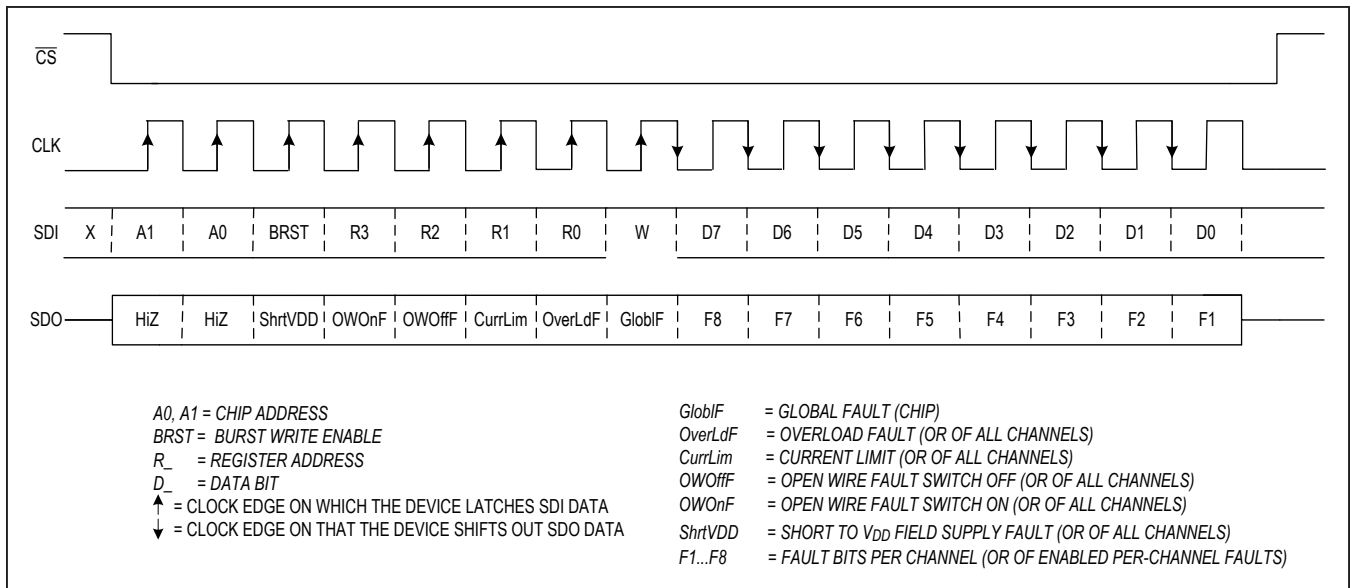 CS
CLK
SDI X A1 A0 BRST R3 R2 R1 R0 W D7 D6 D5 D4 D3 D2 D1 D0
SDO HiZ HiZ ShrtVDD OWOnF OWOffF CurrLim OverLdF GloblF F8 F7 F6 F5 F4 F3 F2 F1
A0, A1 = CHIP ADDRESS
BRST = BURST WRITE ENABLE
R_ = REGISTER ADDRESS
D_ = DATA BIT
↑ = CLOCK EDGE ON WHICH THE DEVICE LATCHES SDI DATA
↓ = CLOCK EDGE ON THAT THE DEVICE SHIFTS OUT SDO DATA
GloblF = GLOBAL FAULT (CHIP)
OverLdF = OVERLOAD FAULT (OR OF ALL CHANNELS)
CurrLim = CURRENT LIMIT (OR OF ALL CHANNELS)
OWOffF = OPEN WIRE FAULT SWITCH OFF (OR OF ALL CHANNELS)
OWOnF = OPEN WIRE FAULT SWITCH ON (OR OF ALL CHANNELS)
ShrtVDD = SHORT TO VDD FIELD SUPPLY FAULT (OR OF ALL CHANNELS)
F1...F8 = FAULT BITS PER CHANNEL (OR OF ENABLED PER-CHANNEL FAULTS)